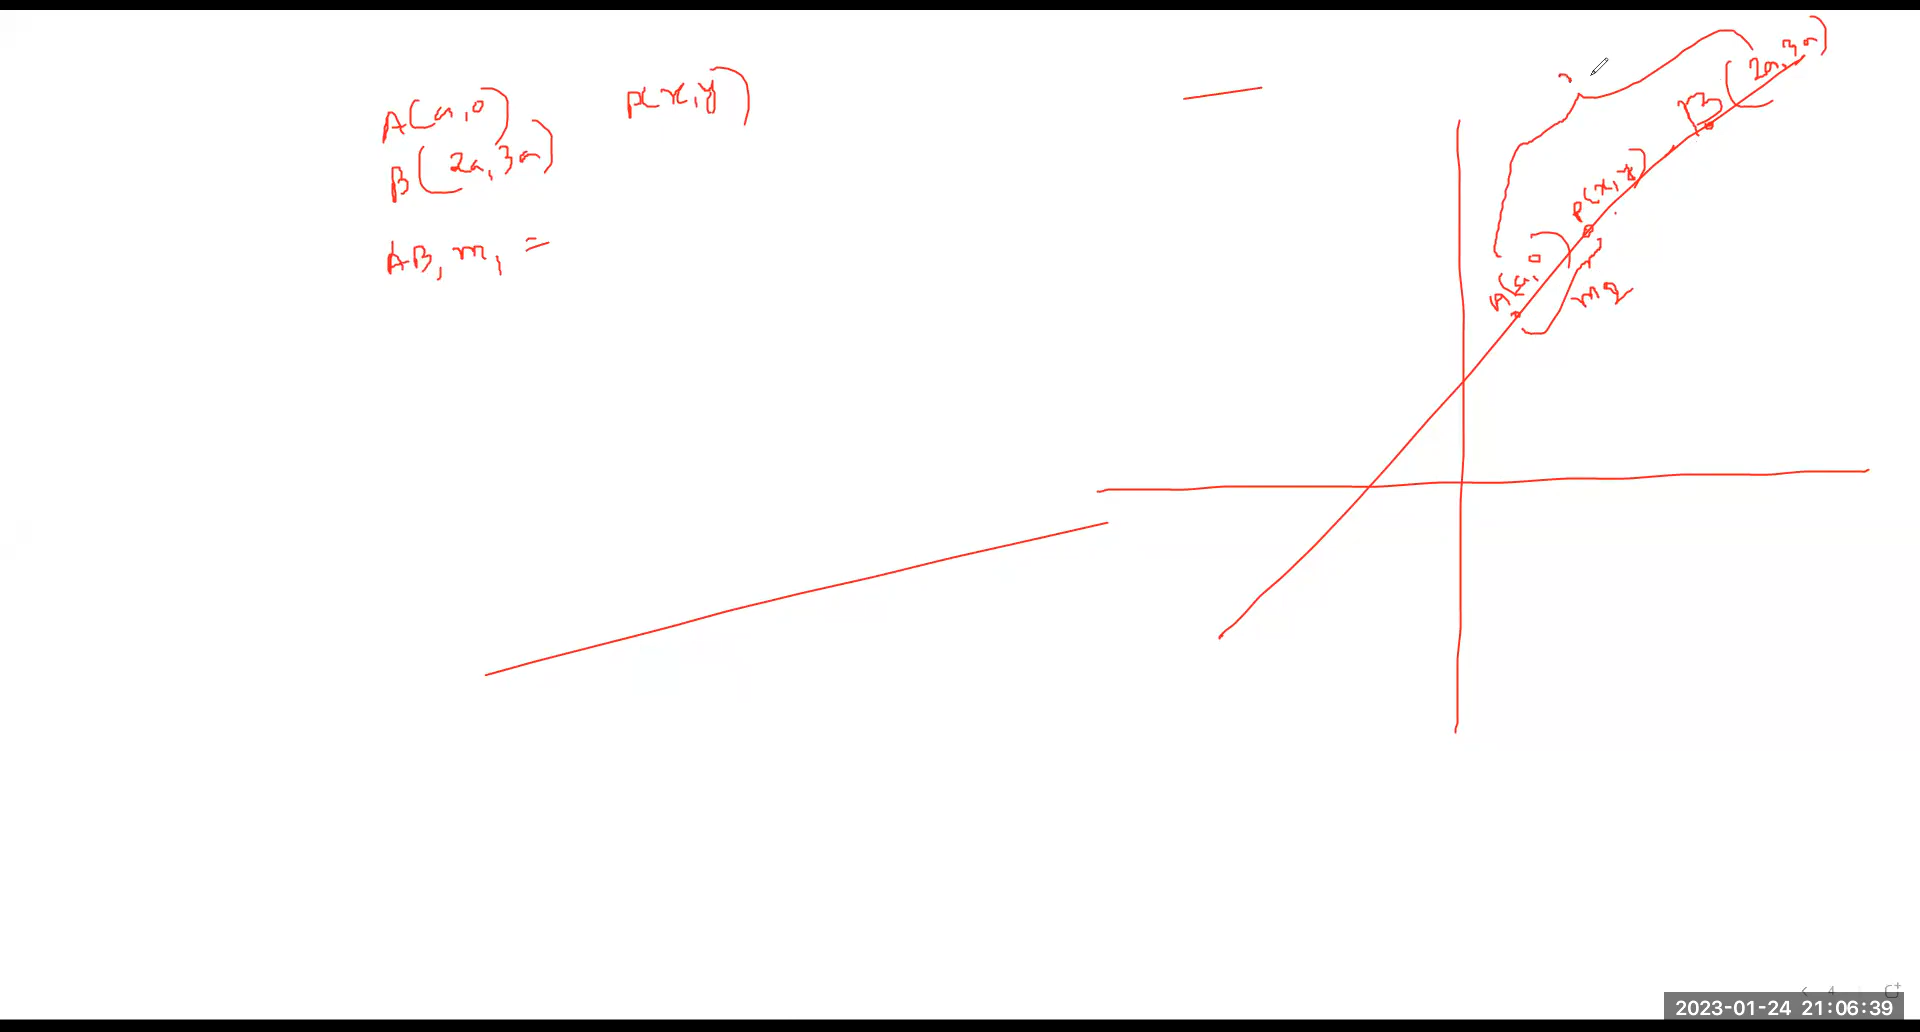 A(a,0)
P(x,y)
B(2a,3a)
AB, m₁ =
B(2a,3a)
P(x,y)
A(a,0)
m2
2023-01-24 21:06:39